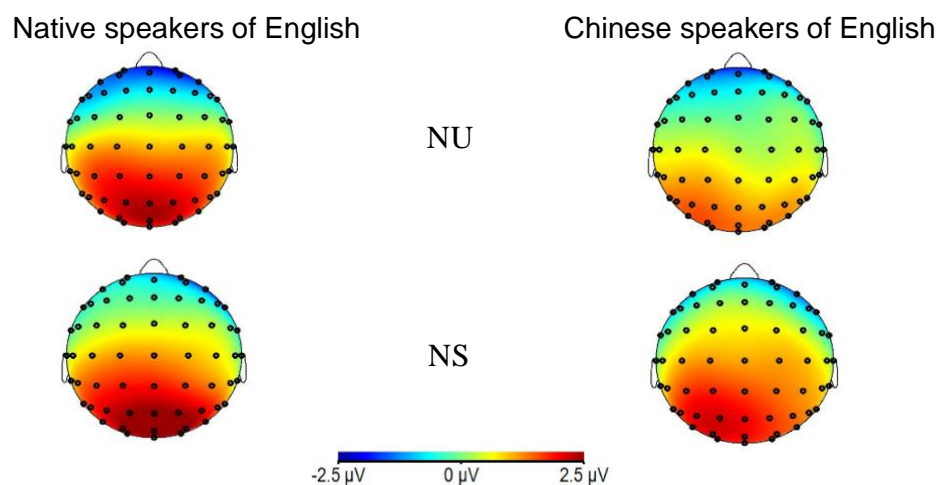 Native speakers of English
Chinese speakers of English
NU
NS
-2.5 µV
0 µV
2.5 µV